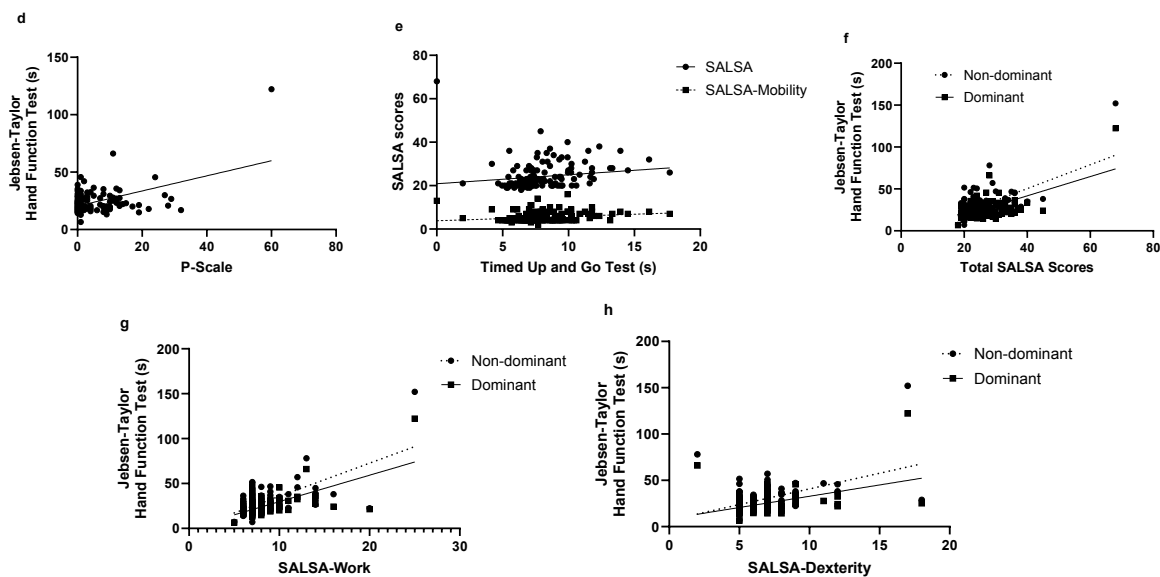 d
Jebsen-Taylor
Hand Function Test (s)
150
100
50
0
0 20 40 60 80
P-Scale
e
SALSA scores
80
60
40
20
0
0 5 10 15 20
Timed Up and Go Test (s)
SALSA
SALSA-Mobility
f
Jebsen-Taylor
Hand Function Test (s)
200
150
100
50
0
0 20 40 60 80
Total SALSA Scores
Non-dominant
Dominant
g
Jebsen-Taylor
Hand Function Test (s)
200
150
100
50
0
0 10 20 30
SALSA-Work
Non-dominant
Dominant
h
Jebsen-Taylor
Hand Function Test (s)
200
150
100
50
0
0 5 10 15 20
SALSA-Dexterity
Non-dominant
Dominant